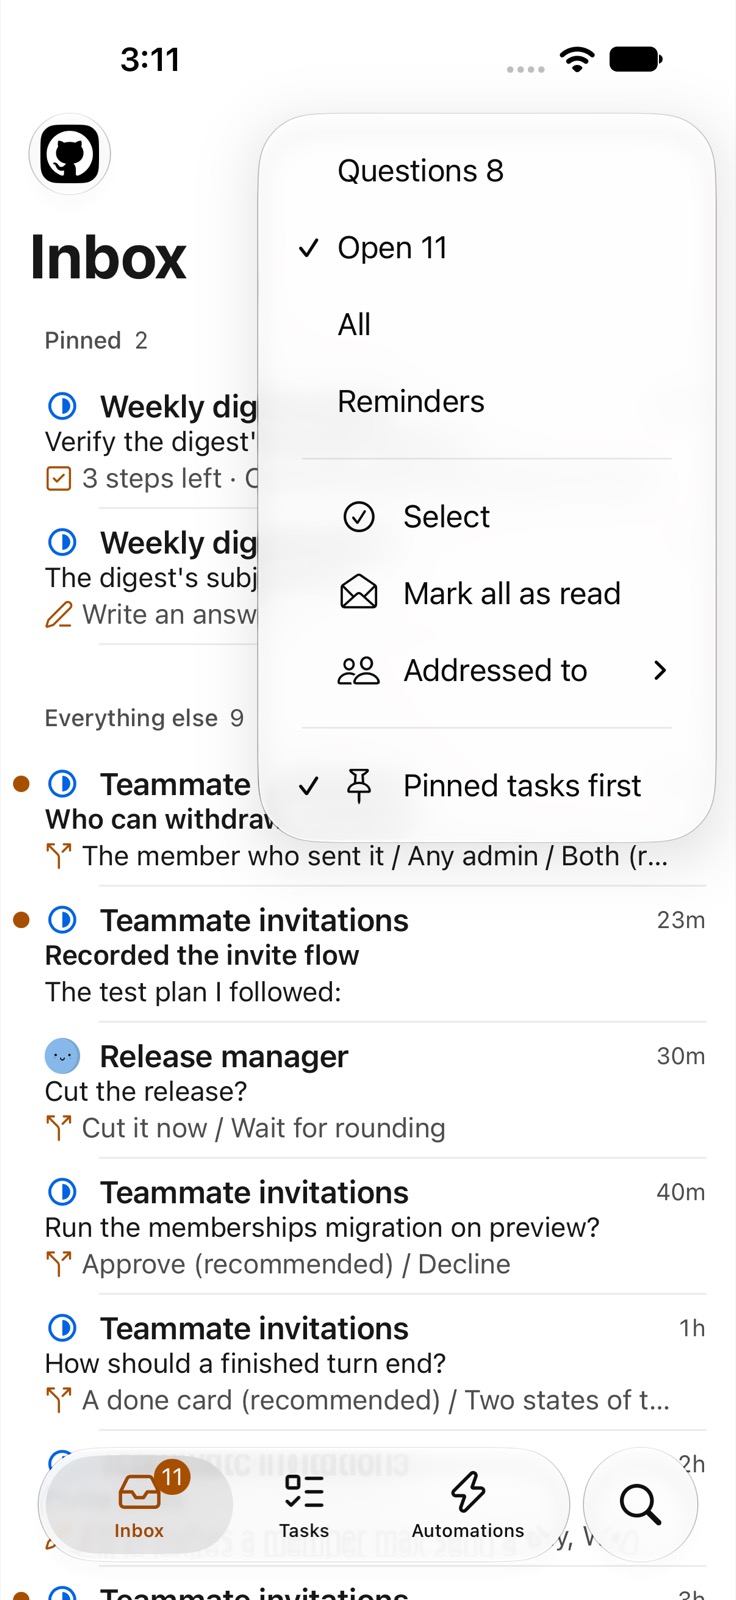 3:11
Questions 8
Open 11
All
Reminders
Select
Mark all as read
Addressed to
Pinned tasks first
Inbox
Pinned 2
Weekly dig
Verify the digest'
3 steps left ·
Weekly dig
The digest's subj
Write an answ
Everything else 9
Teammate
Who can withdraw
The member who sent it / Any admin / Both (r...
Teammate invitations 23m
Recorded the invite flow
The test plan I followed:
Release manager 30m
Cut the release?
Cut it now / Wait for rounding
Teammate invitations 40m
Run the memberships migration on preview?
Approve (recommended) / Decline
Teammate invitations 1h
How should a finished turn end?
A done card (recommended) / Two states of t...
2h
11
Inbox
Tasks
Automations
Teammate invitations 3h